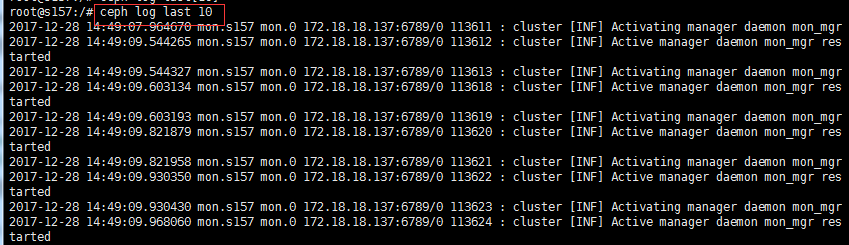 root@s157:/# ceph log last 10
2017-12-28 14:49:07.964670 mon.s157 mon.0 172.18.18.137:6789/0 113611 : cluster [INF] Activating manager daemon mon_mgr
2017-12-28 14:49:09.544265 mon.s157 mon.0 172.18.18.137:6789/0 113612 : cluster [INF] Active manager daemon mon_mgr res
tarted
2017-12-28 14:49:09.544327 mon.s157 mon.0 172.18.18.137:6789/0 113613 : cluster [INF] Activating manager daemon mon_mgr
2017-12-28 14:49:09.603134 mon.s157 mon.0 172.18.18.137:6789/0 113618 : cluster [INF] Active manager daemon mon_mgr res
tarted
2017-12-28 14:49:09.603193 mon.s157 mon.0 172.18.18.137:6789/0 113619 : cluster [INF] Activating manager daemon mon_mgr
2017-12-28 14:49:09.821879 mon.s157 mon.0 172.18.18.137:6789/0 113620 : cluster [INF] Active manager daemon mon_mgr res
tarted
2017-12-28 14:49:09.821958 mon.s157 mon.0 172.18.18.137:6789/0 113621 : cluster [INF] Activating manager daemon mon_mgr
2017-12-28 14:49:09.930350 mon.s157 mon.0 172.18.18.137:6789/0 113622 : cluster [INF] Active manager daemon mon_mgr res
tarted
2017-12-28 14:49:09.930430 mon.s157 mon.0 172.18.18.137:6789/0 113623 : cluster [INF] Activating manager daemon mon_mgr
2017-12-28 14:49:09.968060 mon.s157 mon.0 172.18.18.137:6789/0 113624 : cluster [INF] Active manager daemon mon_mgr res
tarted